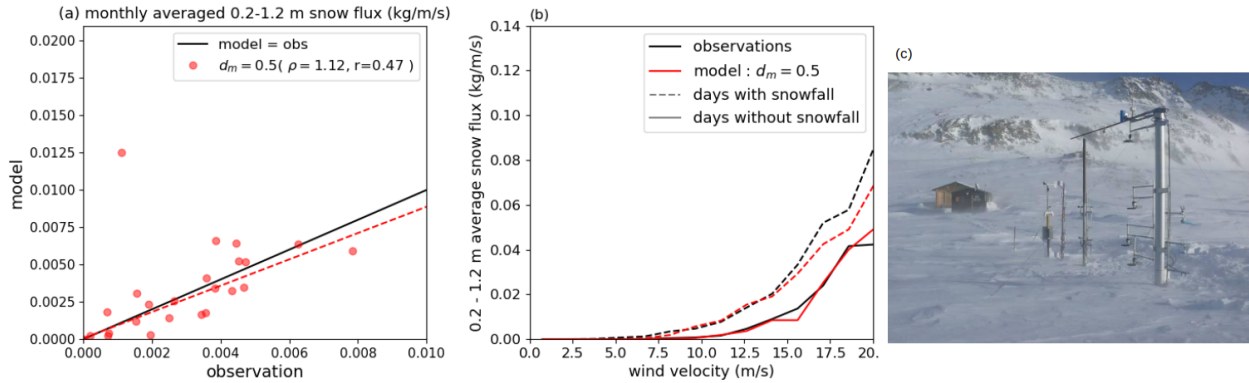 (a) monthly averaged 0.2-1.2 m snow flux (kg/m/s)
model
0.0200
0.0175
0.0150
0.0125
0.0100
0.0075
0.0050
0.0025
0.0000
model = obs
d_m = 0.5( ρ = 1.12, r=0.47 )
0.000
0.002
0.004
0.006
0.008
0.010
observation
(b)
0.2 - 1.2 m average snow flux (kg/m/s)
0.14
0.12
0.10
0.08
0.06
0.04
0.02
0.00
observations
model : d_m = 0.5
days with snowfall
days without snowfall
0.0
2.5
5.0
7.5
10.0
12.5
15.0
17.5
20.
wind velocity (m/s)
(c)